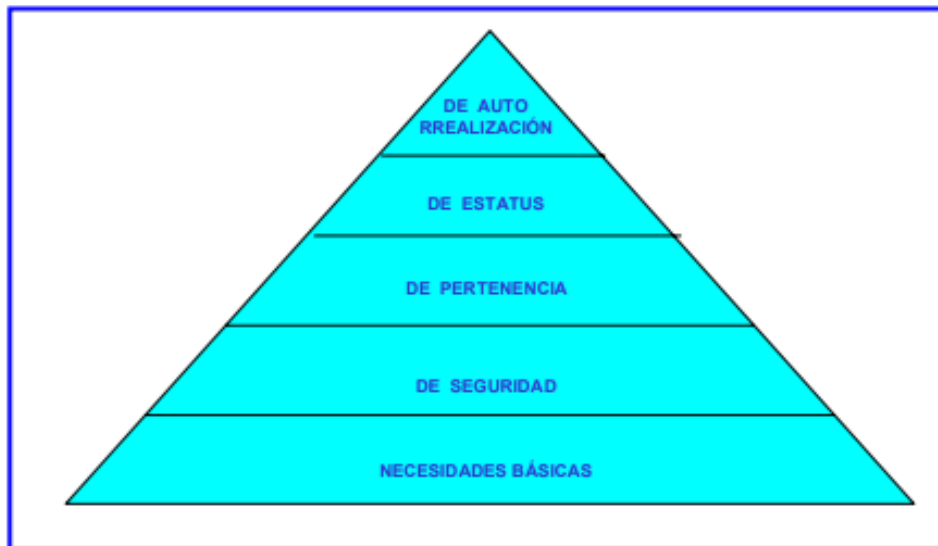 DE AUTO
RREALIZACIÓN
DE ESTATUS
DE PERTENENCIA
DE SEGURIDAD
NECESIDADES BÁSICAS